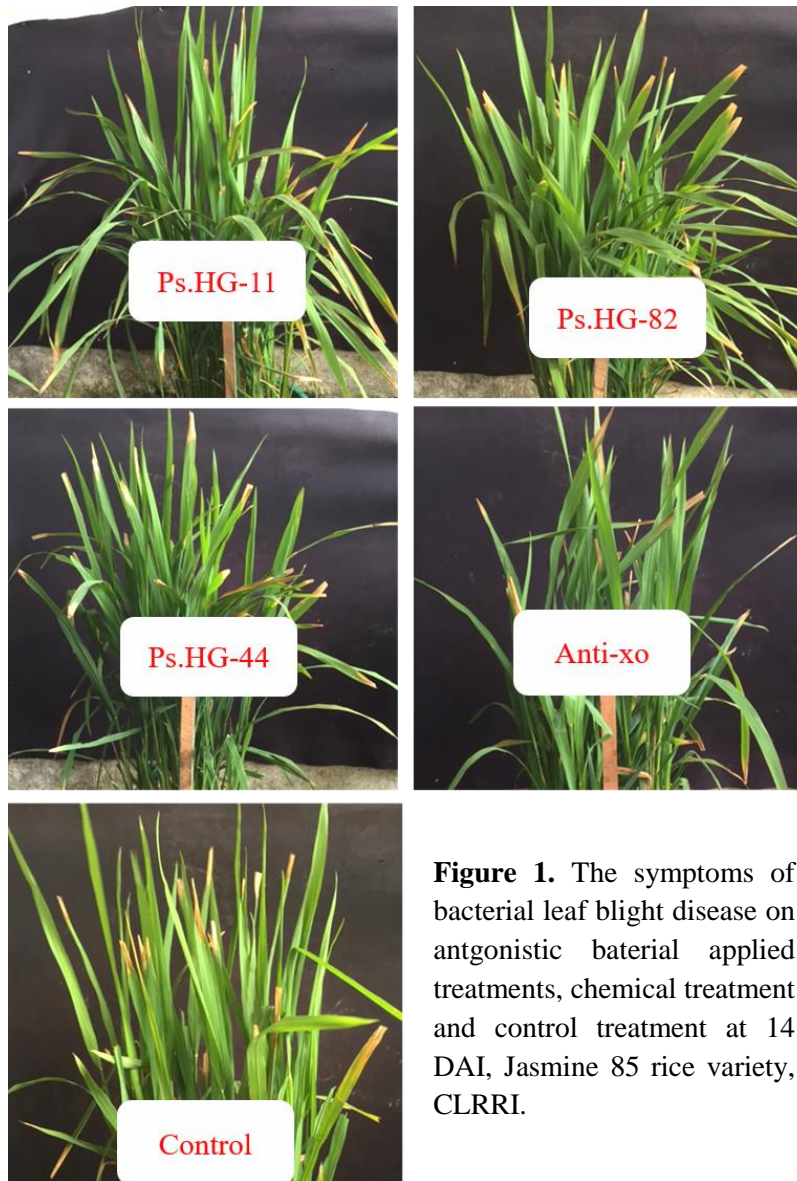 Ps.HG-11
Ps.HG-82
Ps.HG-44
Anti-xo
Control
Figure 1. The symptoms of
bacterial leaf blight disease on
antgonistic baterial applied
treatments, chemical treatment
and control treatment at 14
DAI, Jasmine 85 rice variety,
CLRRI.